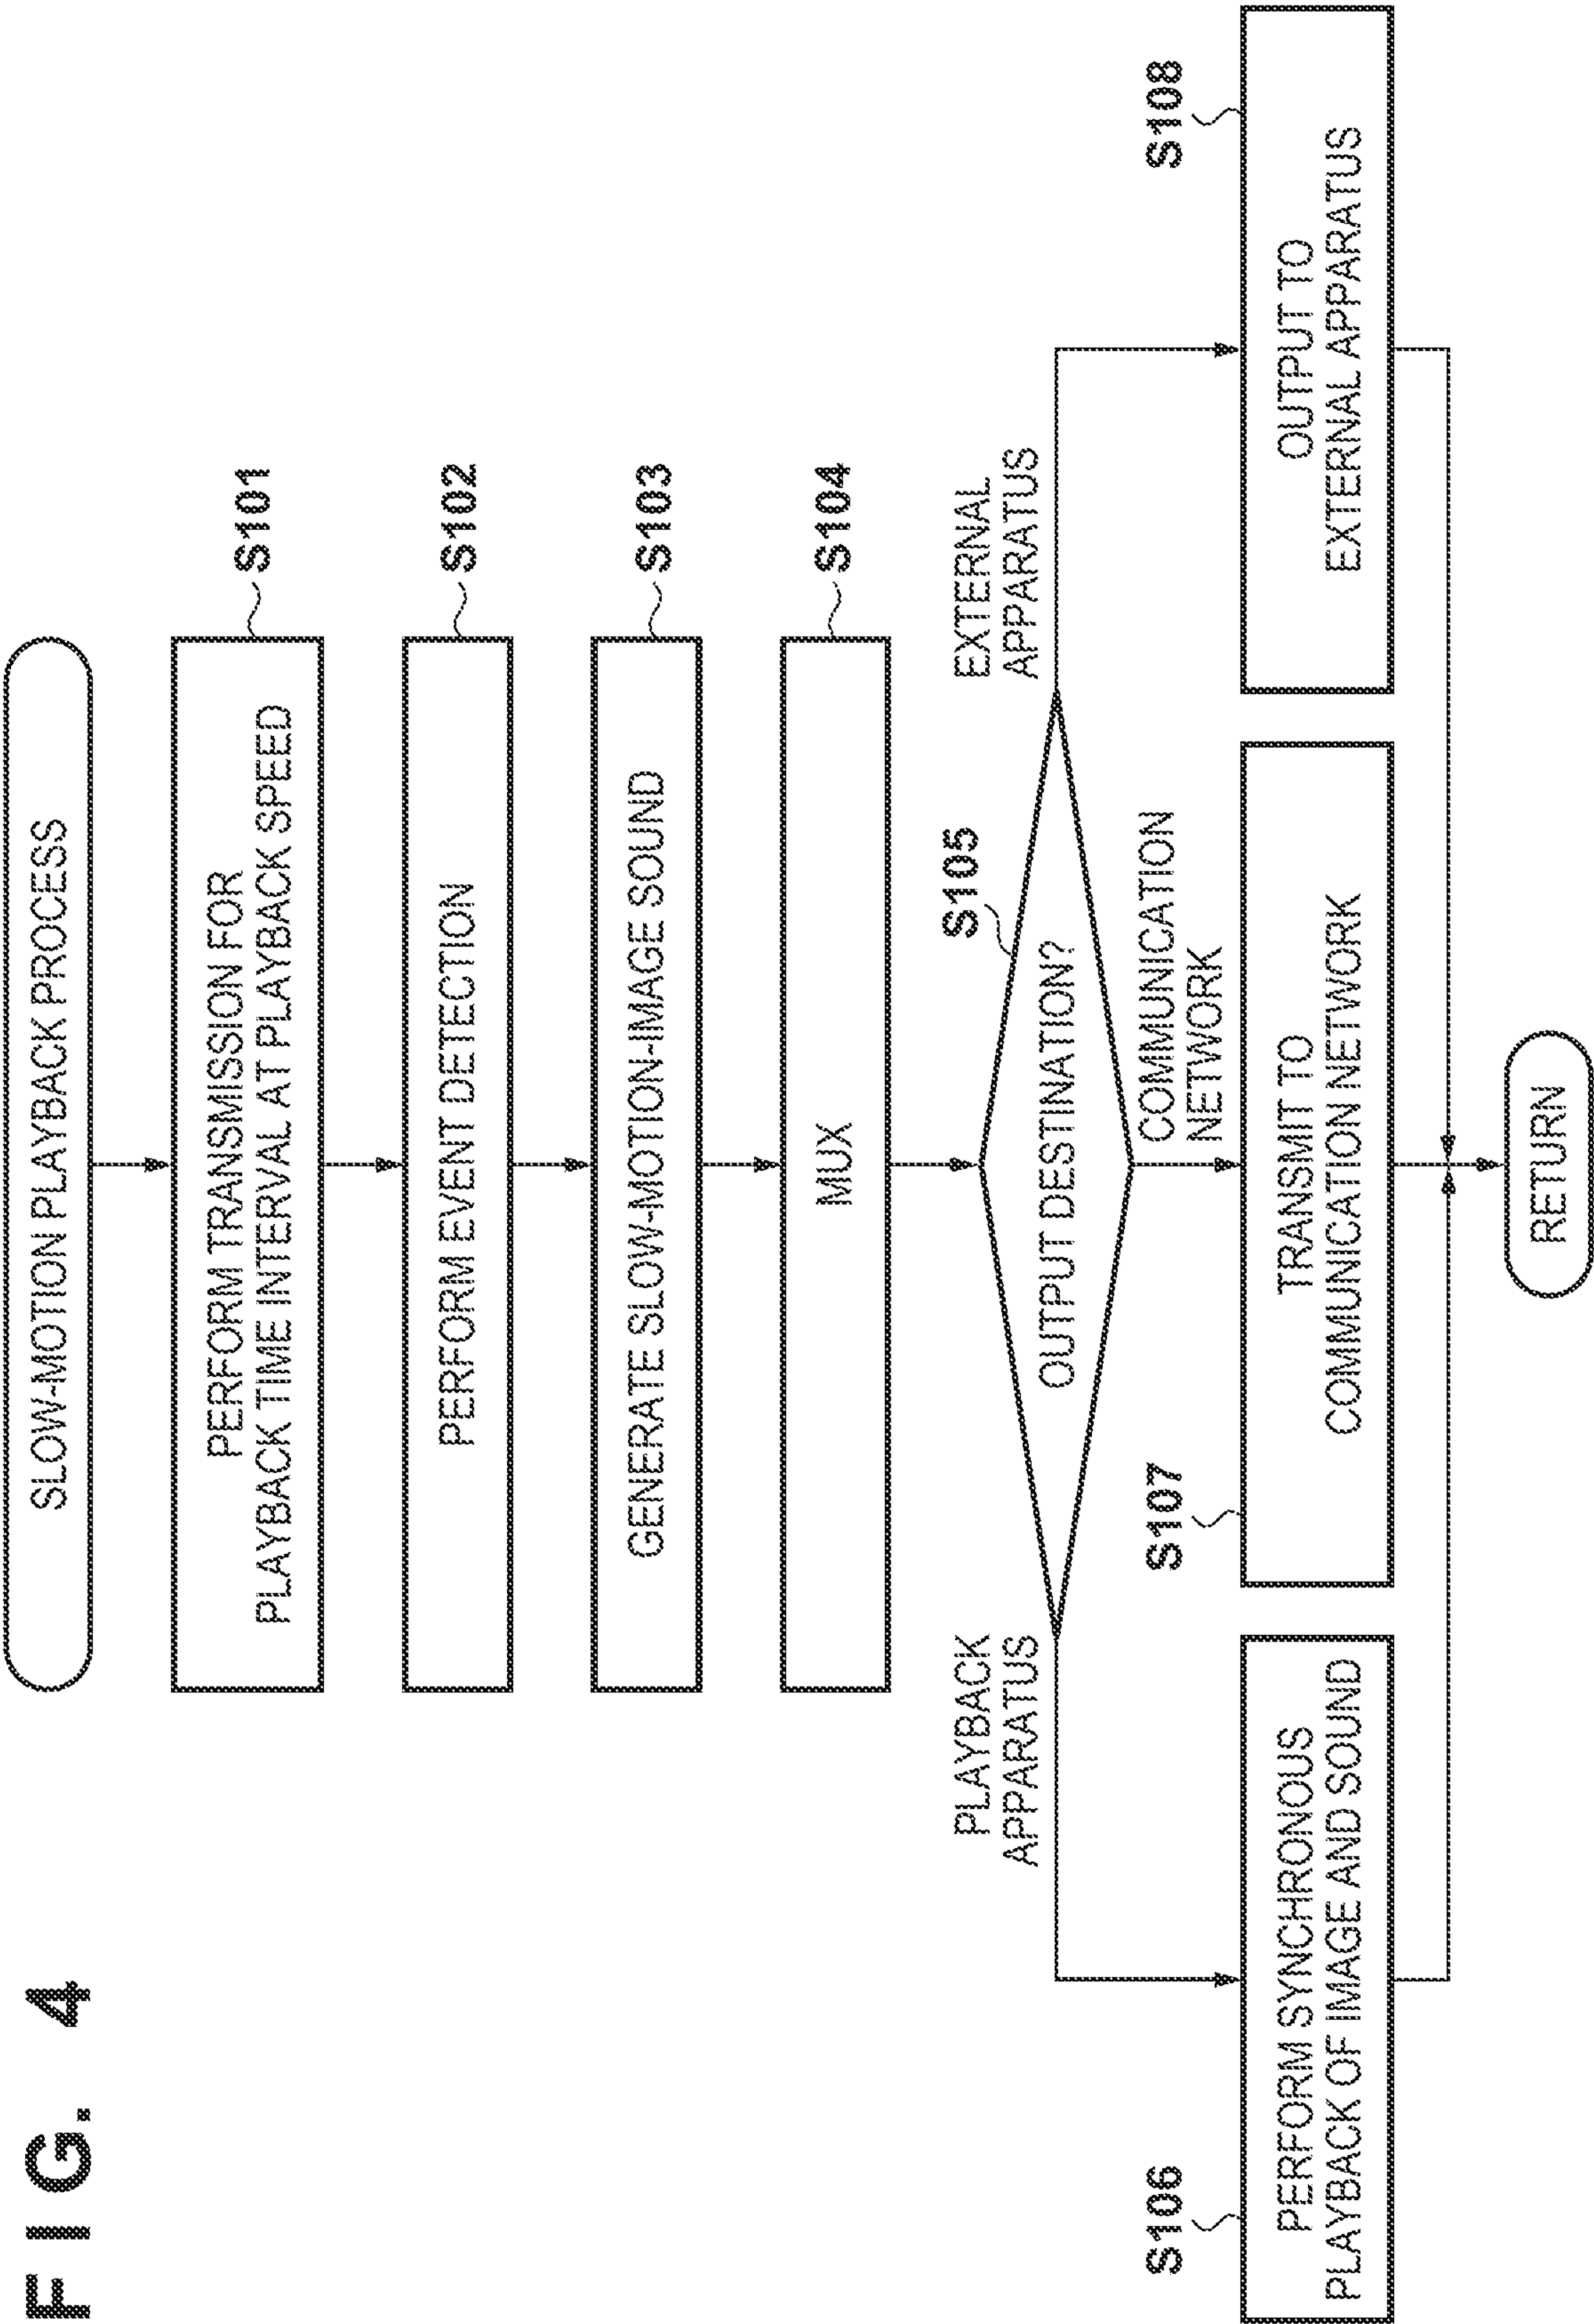 FIG. 4
SLOW-MOTION PLAYBACK PROCESS
S101
PERFORM TRANSMISSION FOR
PLAYBACK TIME INTERVAL AT PLAYBACK SPEED
S102
PERFORM EVENT DETECTION
S103
GENERATE SLOW-MOTION-IMAGE SOUND
S104
MUX
S105
OUTPUT DESTINATION?
PLAYBACK
APPARATUS
COMMUNICATION
NETWORK
EXTERNAL
APPARATUS
S106
PERFORM SYNCHRONOUS
PLAYBACK OF IMAGE AND SOUND
S107
TRANSMIT TO
COMMUNICATION NETWORK
S108
OUTPUT TO
EXTERNAL APPARATUS
RETURN